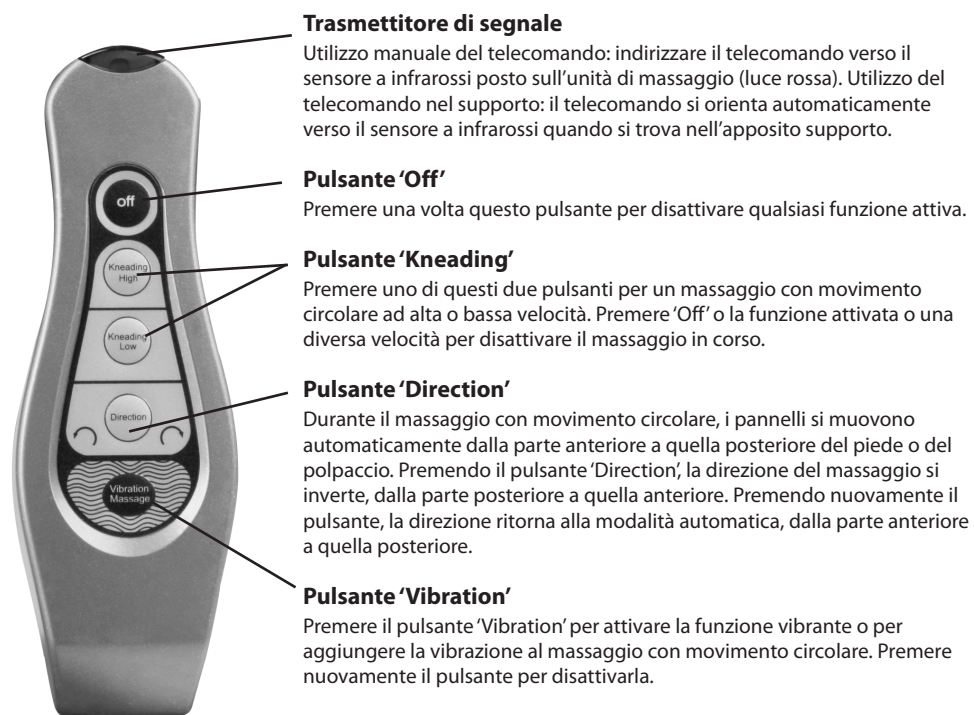 Trasmettitore di segnale
Utilizzo manuale del telecomando: indirizzare il telecomando verso il
sensore a infrarossi posto sull’unità di massaggio (luce rossa). Utilizzo del
telecomando nel supporto: il telecomando si orienta automaticamente
verso il sensore a infrarossi quando si trova nell’apposito supporto.
Pulsante ‘Off’
Premere una volta questo pulsante per disattivare qualsiasi funzione attiva.
Pulsante ‘Kneading’
Premere uno di questi due pulsanti per un massaggio con movimento
circolare ad alta o bassa velocità. Premere ‘Off’ o la funzione attivata o una
diversa velocità per disattivare il massaggio in corso.
Pulsante ‘Direction’
Durante il massaggio con movimento circolare, i pannelli si muovono
automaticamente dalla parte anteriore a quella posteriore del piede o del
polpaccio. Premendo il pulsante ‘Direction’, la direzione del massaggio si
inverte, dalla parte posteriore a quella anteriore. Premendo nuovamente il
pulsante, la direzione ritorna alla modalità automatica, dalla parte anteriore
a quella posteriore.
Pulsante ‘Vibration’
Premere il pulsante ‘Vibration’ per attivare la funzione vibrante o per
aggiungere la vibrazione al massaggio con movimento circolare. Premere
nuovamente il pulsante per disattivarla.
off
Kneading
High
Kneading
Low
Direction
Vibration
Massage